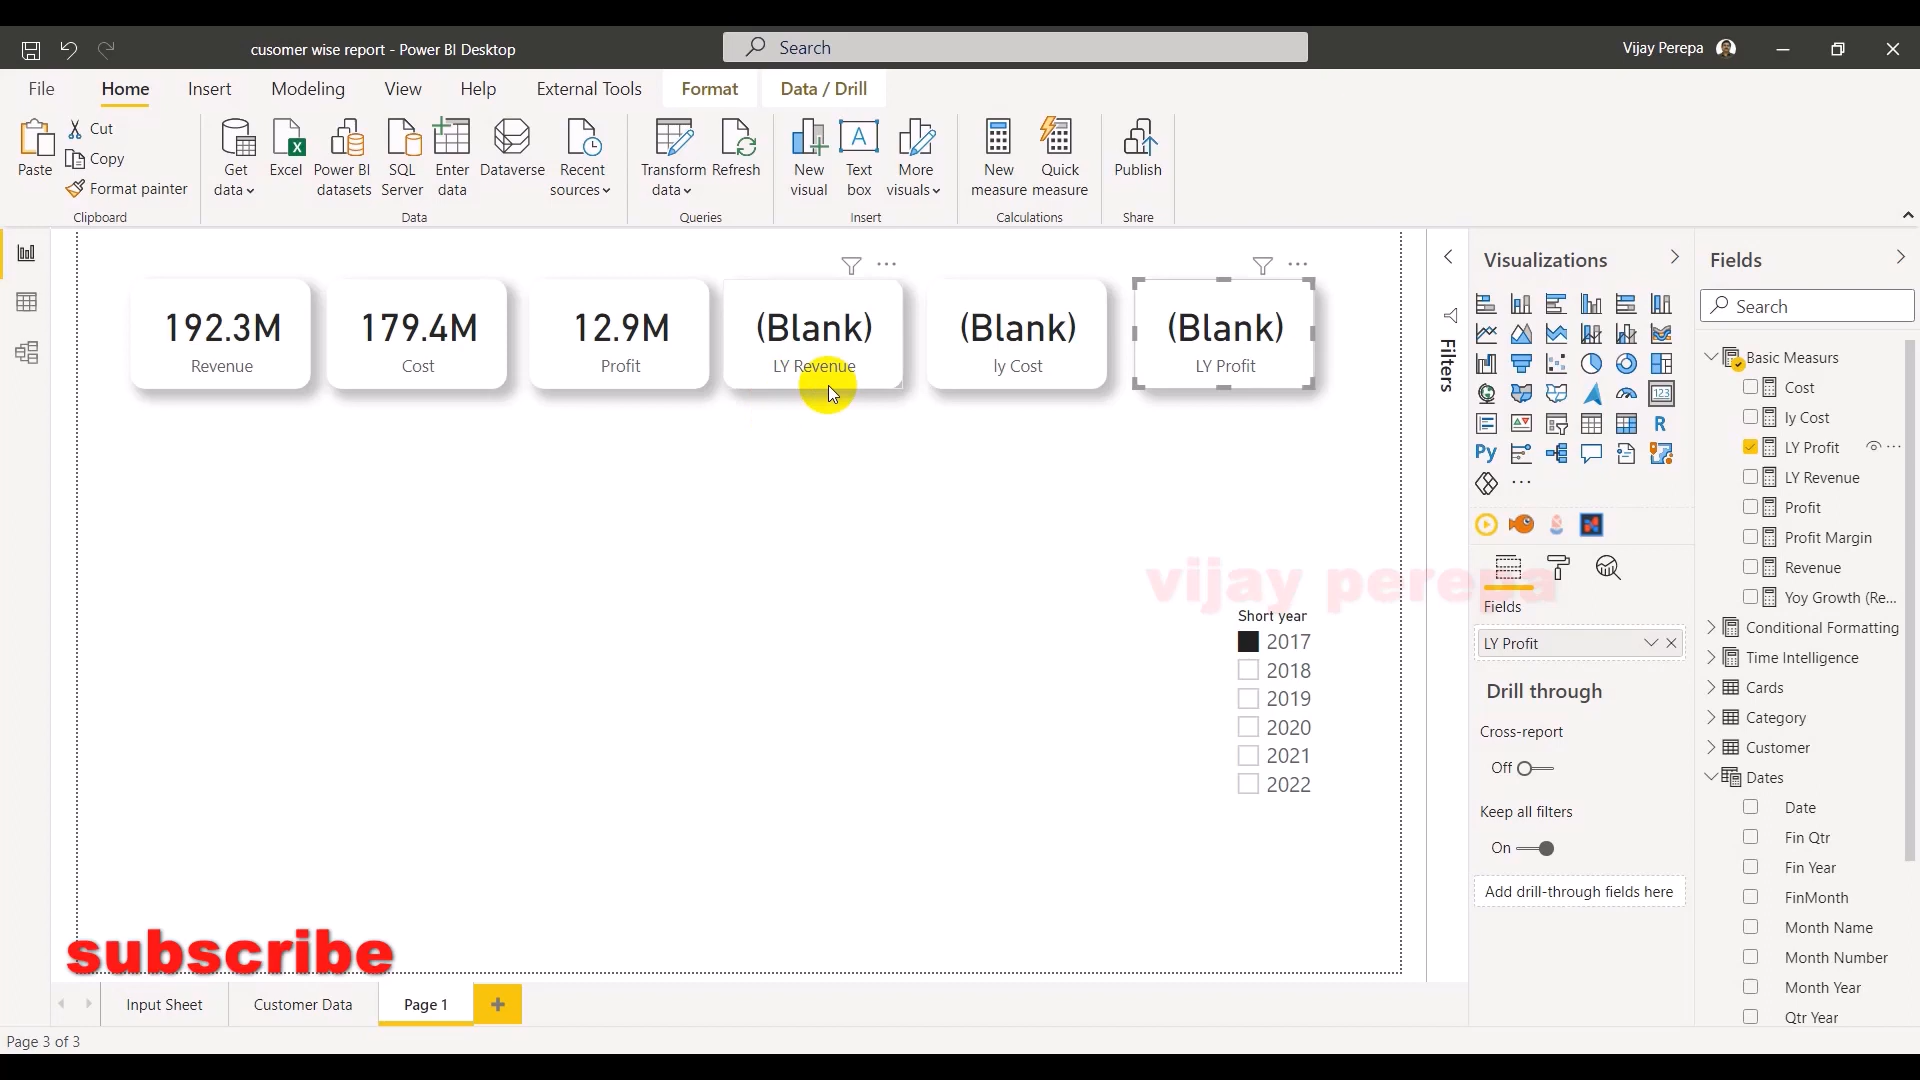 cusomer wise report - Power BI Desktop
Search
Vijay Perepa
File
Home
Insert
Modeling
View
Help
External Tools
Format
Data / Drill
Paste
Cut
Copy
Format painter
Clipboard
Get data
Excel
Power BI datasets
SQL Server
Enter data
Dataverse
Recent sources
Data
Transform data
Refresh
Queries
New visual
Text box
A
More visuals
Insert
New measure
Quick measure
Calculations
Publish
Share
192.3M
Revenue
179.4M
Cost
12.9M
Profit
(Blank)
LY Revenue
(Blank)
ly Cost
(Blank)
LY Profit
vijay perepa
Short year
2017
2018
2019
2020
2021
2022
subscribe
Filters
Visualizations
123
R
Py
Fields
LY Profit
Drill through
Cross-report
Off
Keep all filters
On
Add drill-through fields here
Fields
Search
Basic Measurs
Cost
ly Cost
LY Profit
LY Revenue
Profit
Profit Margin
Revenue
Yoy Growth (Re...
Conditional Formatting
Time Intelligence
Cards
Category
Customer
Dates
Date
Fin Qtr
Fin Year
FinMonth
Month Name
Month Number
Month Year
Qtr Year
Input Sheet
Customer Data
Page 1
Page 3 of 3